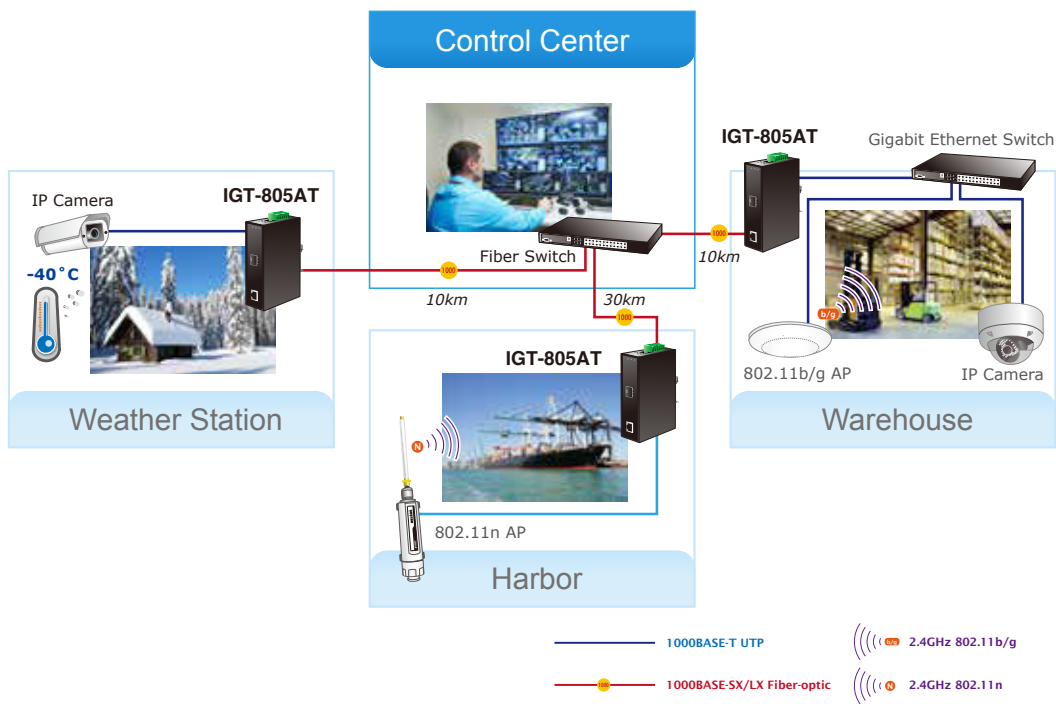 Control Center
IGT-805AT
Gigabit Ethernet Switch
IP Camera
IGT-805AT
-40°C
Fiber Switch
1000
10km
1000
10km
30km
1000
IGT-805AT
b/g
802.11b/g AP
IP Camera
Weather Station
Warehouse
N
802.11n AP
Harbor
1000BASE-T UTP
b/g
2.4GHz 802.11b/g
1000
1000BASE-SX/LX Fiber-optic
N
2.4GHz 802.11n